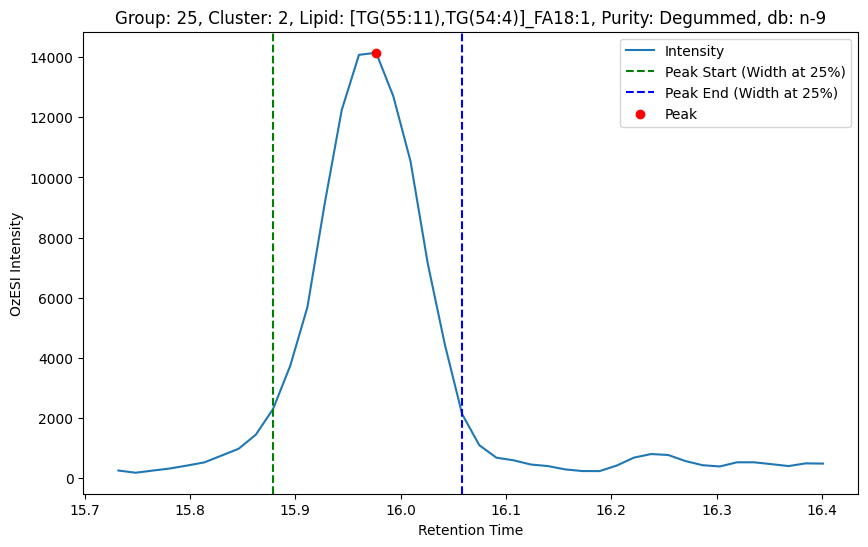 Group: 25, Cluster: 2, Lipid: [TG(55:11),TG(54:4)]_FA18:1, Purity: Degummed, db: n-9
Intensity
Peak Start (Width at 25%)
Peak End (Width at 25%)
Peak
OzESI Intensity
14000
12000
10000
8000
6000
4000
2000
0
15.7 15.8 15.9 16.0 16.1 16.2 16.3 16.4
Retention Time